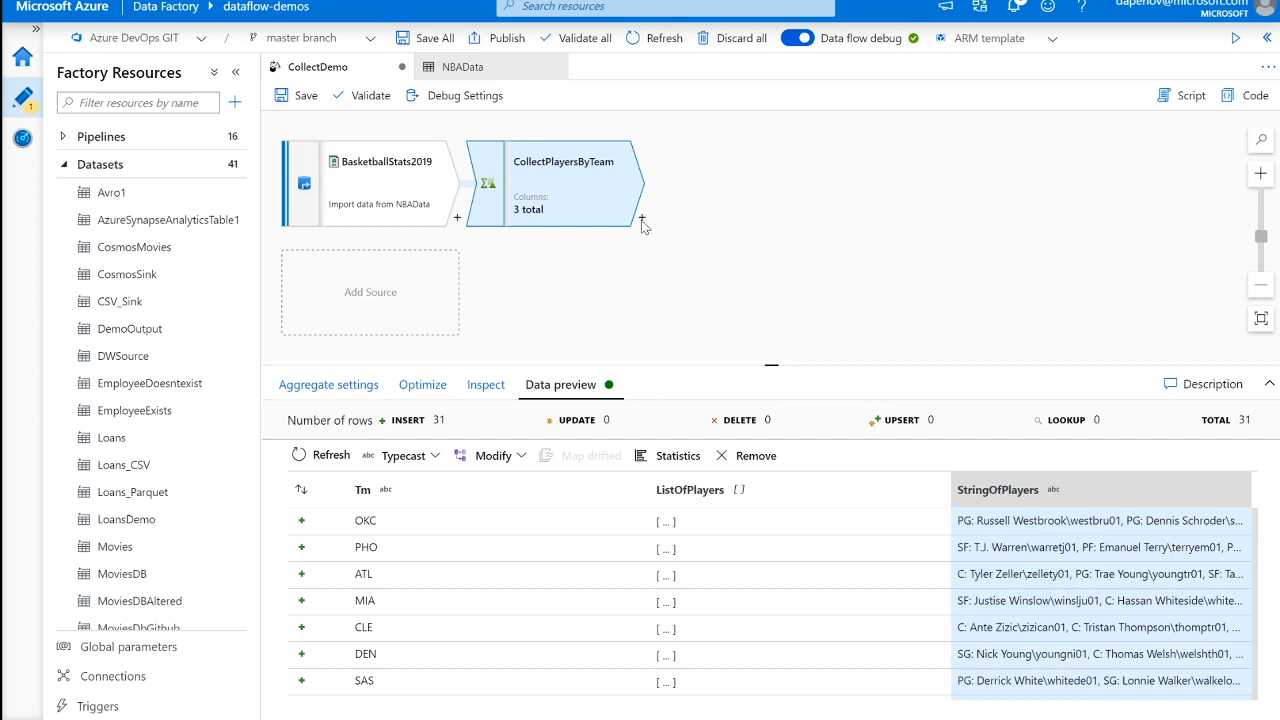 Microsoft Azure Data Factory dataflow-demos Search resources dapenov@microsoft.com
MICROSOFT
Azure DevOps GIT / master branch Save All Publish Validate all Refresh Discard all Data flow debug ARM template
Factory Resources
Filter resources by name
Pipelines 16
Datasets 41
Avro1
AzureSynapseAnalyticsTable1
CosmosMovies
CosmosSink
CSV_Sink
DemoOutput
DWSource
EmployeeDoesntexist
EmployeeExists
Loans
Loans_CSV
Loans_Parquet
LoansDemo
Movies
MoviesDB
MoviesDBAltered
MoviesDbGithub
Global parameters
Connections
Triggers
1
CollectDemo NBAData
Save Validate Debug Settings Script Code
BasketballStats2019
Import data from NBAData
CollectPlayersByTeam
Columns:
3 total
Add Source
Aggregate settings Optimize Inspect Data preview Description
Number of rows INSERT 31 UPDATE 0 DELETE 0 UPSERT 0 LOOKUP 0 TOTAL 31
Refresh abc Typecast Modify Map drifted Statistics Remove
Tm abc ListOfPlayers [] StringOfPlayers abc
OKC [ ... ] PG: Russell Westbrook\westbru01, PG: Dennis Schroder\s...
PHO [ ... ] SF: T.J. Warren\warretj01, PF: Emanuel Terry\terryem01, P...
ATL [ ... ] C: Tyler Zeller\zellety01, PG: Trae Young\youngtr01, SF: Ta...
MIA [ ... ] SF: Justise Winslow\winslju01, C: Hassan Whiteside\white...
CLE [ ... ] C: Ante Zizic\zizican01, C: Tristan Thompson\thomptr01, ...
DEN [ ... ] SG: Nick Young\youngni01, C: Thomas Welsh\welshth01, ...
SAS [ ... ] PG: Derrick White\whitede01, SG: Lonnie Walker\walkelo...